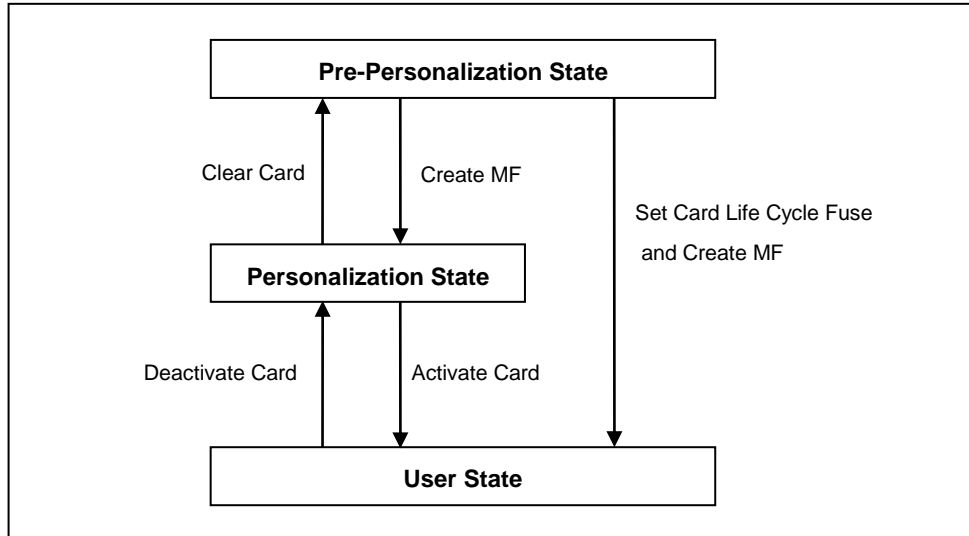 Pre-Personalization State
Clear Card
Create MF
Set Card Life Cycle Fuse
and Create MF
Personalization State
Deactivate Card
Activate Card
User State